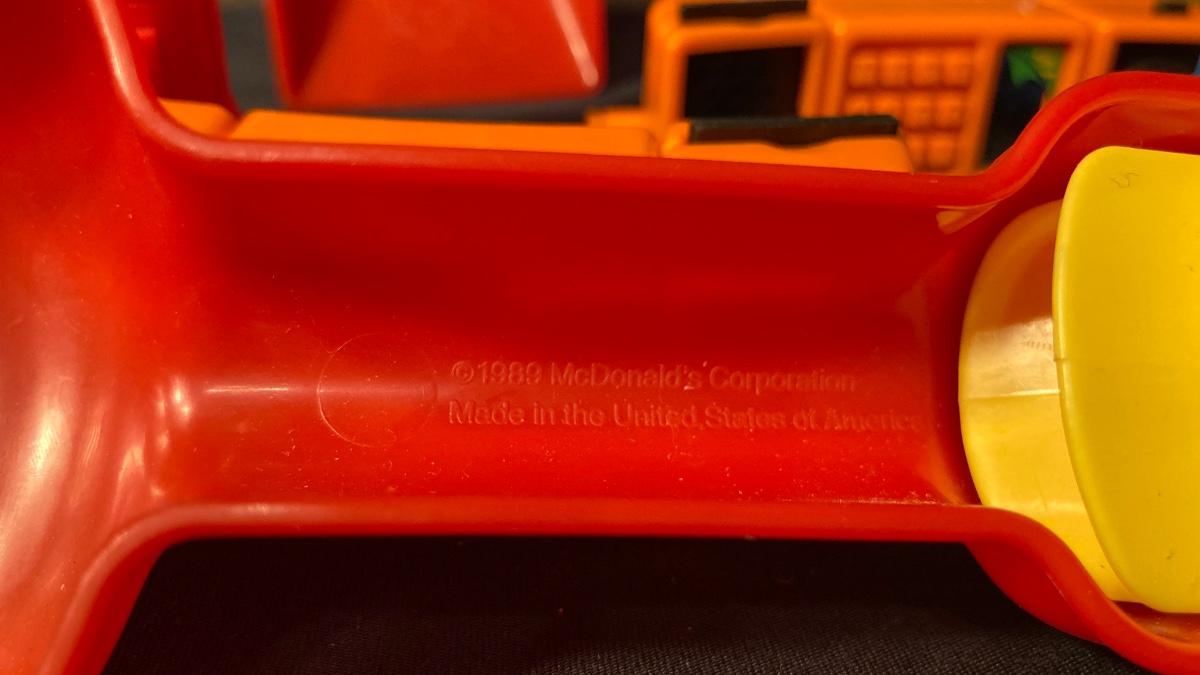 ©1989 McDonald's Corporation
Made in the United States of America